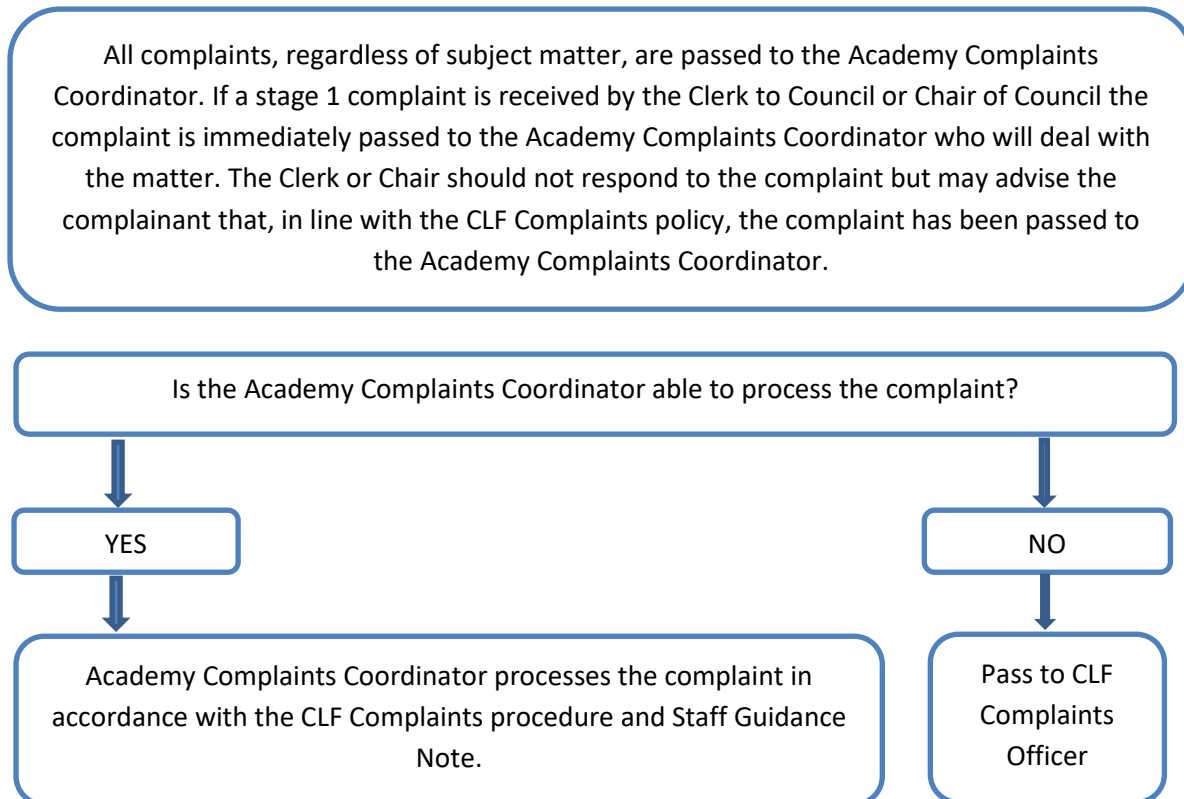 All complaints, regardless of subject matter, are passed to the Academy Complaints
Coordinator. If a stage 1 complaint is received by the Clerk to Council or Chair of Council the
complaint is immediately passed to the Academy Complaints Coordinator who will deal with
the matter. The Clerk or Chair should not respond to the complaint but may advise the
complainant that, in line with the CLF Complaints policy, the complaint has been passed to
the Academy Complaints Coordinator.
Is the Academy Complaints Coordinator able to process the complaint?
YES
NO
Academy Complaints Coordinator processes the complaint in
accordance with the CLF Complaints procedure and Staff Guidance
Note.
Pass to CLF
Complaints
Officer